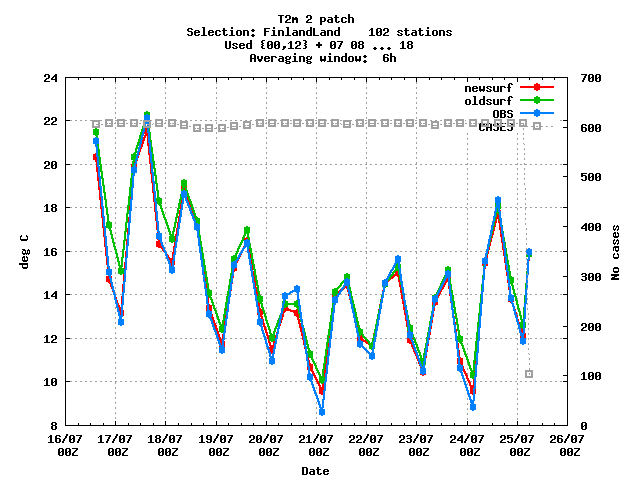 T2m 2 patch
Selection: FinlandLand 102 stations
Used {00,12} + 07 08 ... 18
Averaging window: 6h
24 700
newsurf
oldsurf
22 OBS
CASES 600
20
500
18
400
deg C 16 No cases
300
14
200
12
100
10
8 0
16/07 17/07 18/07 19/07 20/07 21/07 22/07 23/07 24/07 25/07 26/07
00Z 00Z 00Z 00Z 00Z 00Z 00Z 00Z 00Z 00Z 00Z
Date